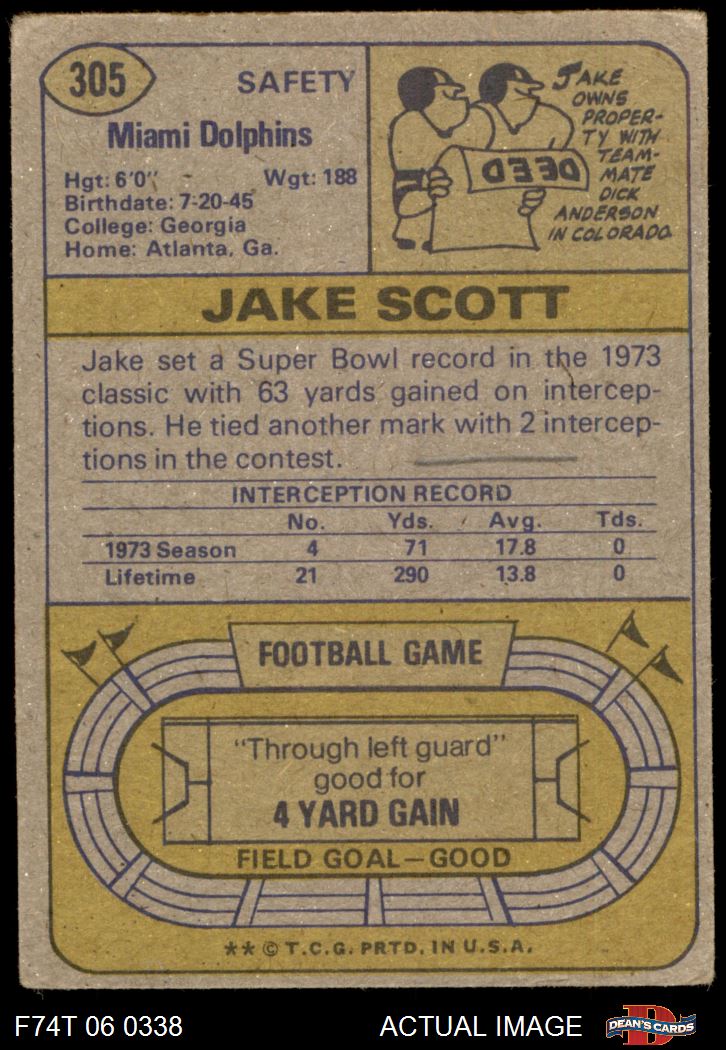 305
SAFETY
Miami Dolphins
Hgt: 6'0" Wgt: 188
Birthdate: 7-20-45
College: Georgia
Home: Atlanta, Ga.
JAKE
OWNS
PROPER-
TY WITH
TEAM-
MATE
DICK
ANDERSON
IN COLORADO
DEED
JAKE SCOTT
Jake set a Super Bowl record in the 1973
classic with 63 yards gained on intercep-
tions. He tied another mark with 2 intercep-
tions in the contest.
INTERCEPTION RECORD
No. Yds. Avg. Tds.
1973 Season 4 71 17.8 0
Lifetime 21 290 13.8 0
FOOTBALL GAME
"Through left guard"
good for
4 YARD GAIN
FIELD GOAL—GOOD
** © T.C.G. PRTD. IN U.S.A.
F74T 06 0338 ACTUAL IMAGE
DEAN'S CARDS